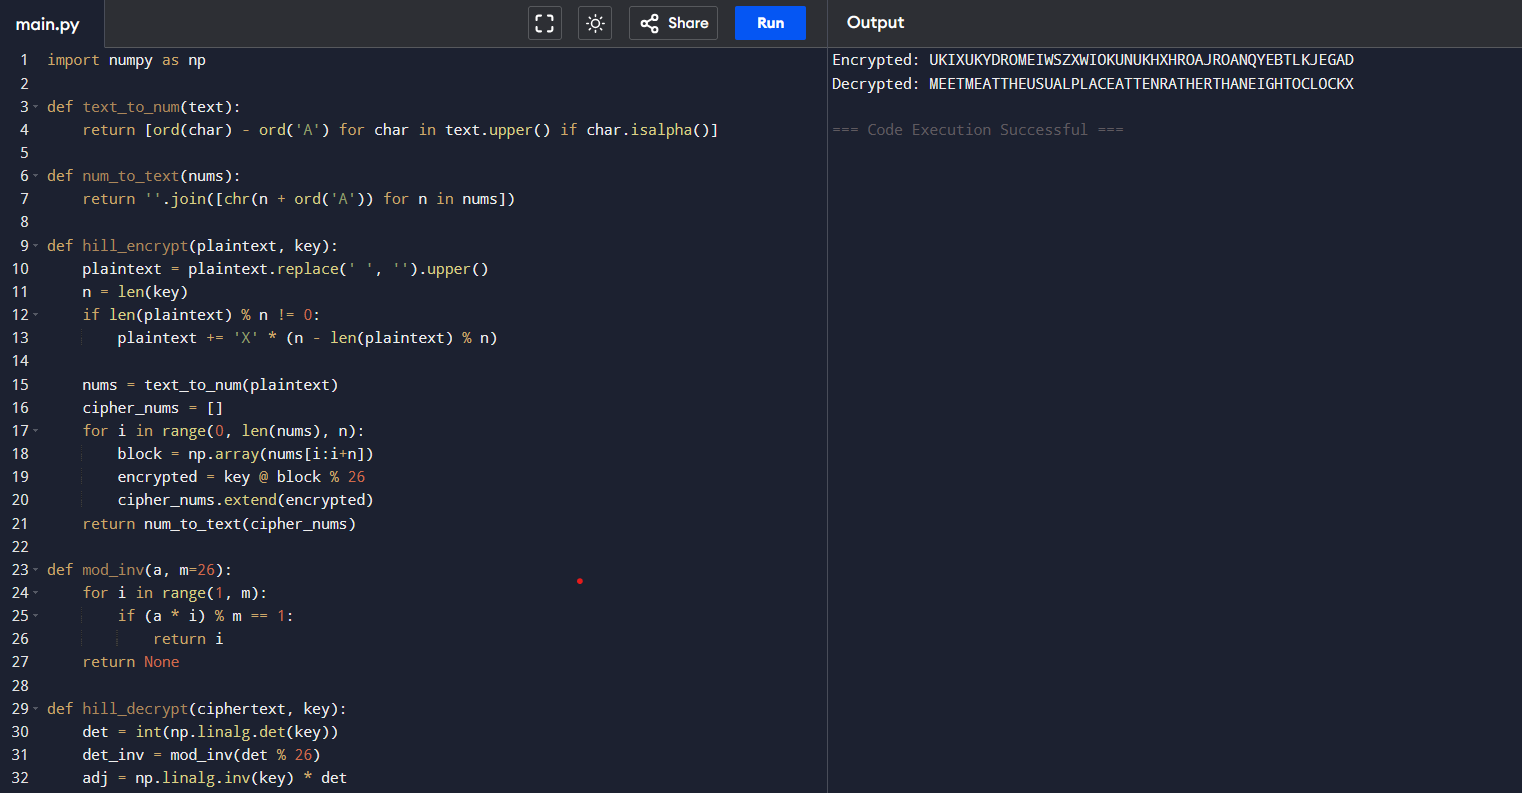 main.py
Share
Run
Output
1 import numpy as np
2
3 def text_to_num(text):
4     return [ord(char) - ord('A') for char in text.upper() if char.isalpha()]
5
6 def num_to_text(nums):
7     return ''.join([chr(n + ord('A')) for n in nums])
8
9 def hill_encrypt(plaintext, key):
10     plaintext = plaintext.replace(' ', '').upper()
11     n = len(key)
12     if len(plaintext) % n != 0:
13         plaintext += 'X' * (n - len(plaintext) % n)
14
15     nums = text_to_num(plaintext)
16     cipher_nums = []
17     for i in range(0, len(nums), n):
18         block = np.array(nums[i:i+n])
19         encrypted = key @ block % 26
20         cipher_nums.extend(encrypted)
21     return num_to_text(cipher_nums)
22
23 def mod_inv(a, m=26):
24     for i in range(1, m):
25         if (a * i) % m == 1:
26             return i
27     return None
28
29 def hill_decrypt(ciphertext, key):
30     det = int(np.linalg.det(key))
31     det_inv = mod_inv(det % 26)
32     adj = np.linalg.inv(key) * det
Encrypted: UKIXUKYDROMEIWSZXWIOKUNUKHXHROAJROANQYEBTLKJEGAD
Decrypted: MEETMEATTHEUSUALPLACEATTENRATHERTHANEIGHTOCLOCKX
=== Code Execution Successful ===